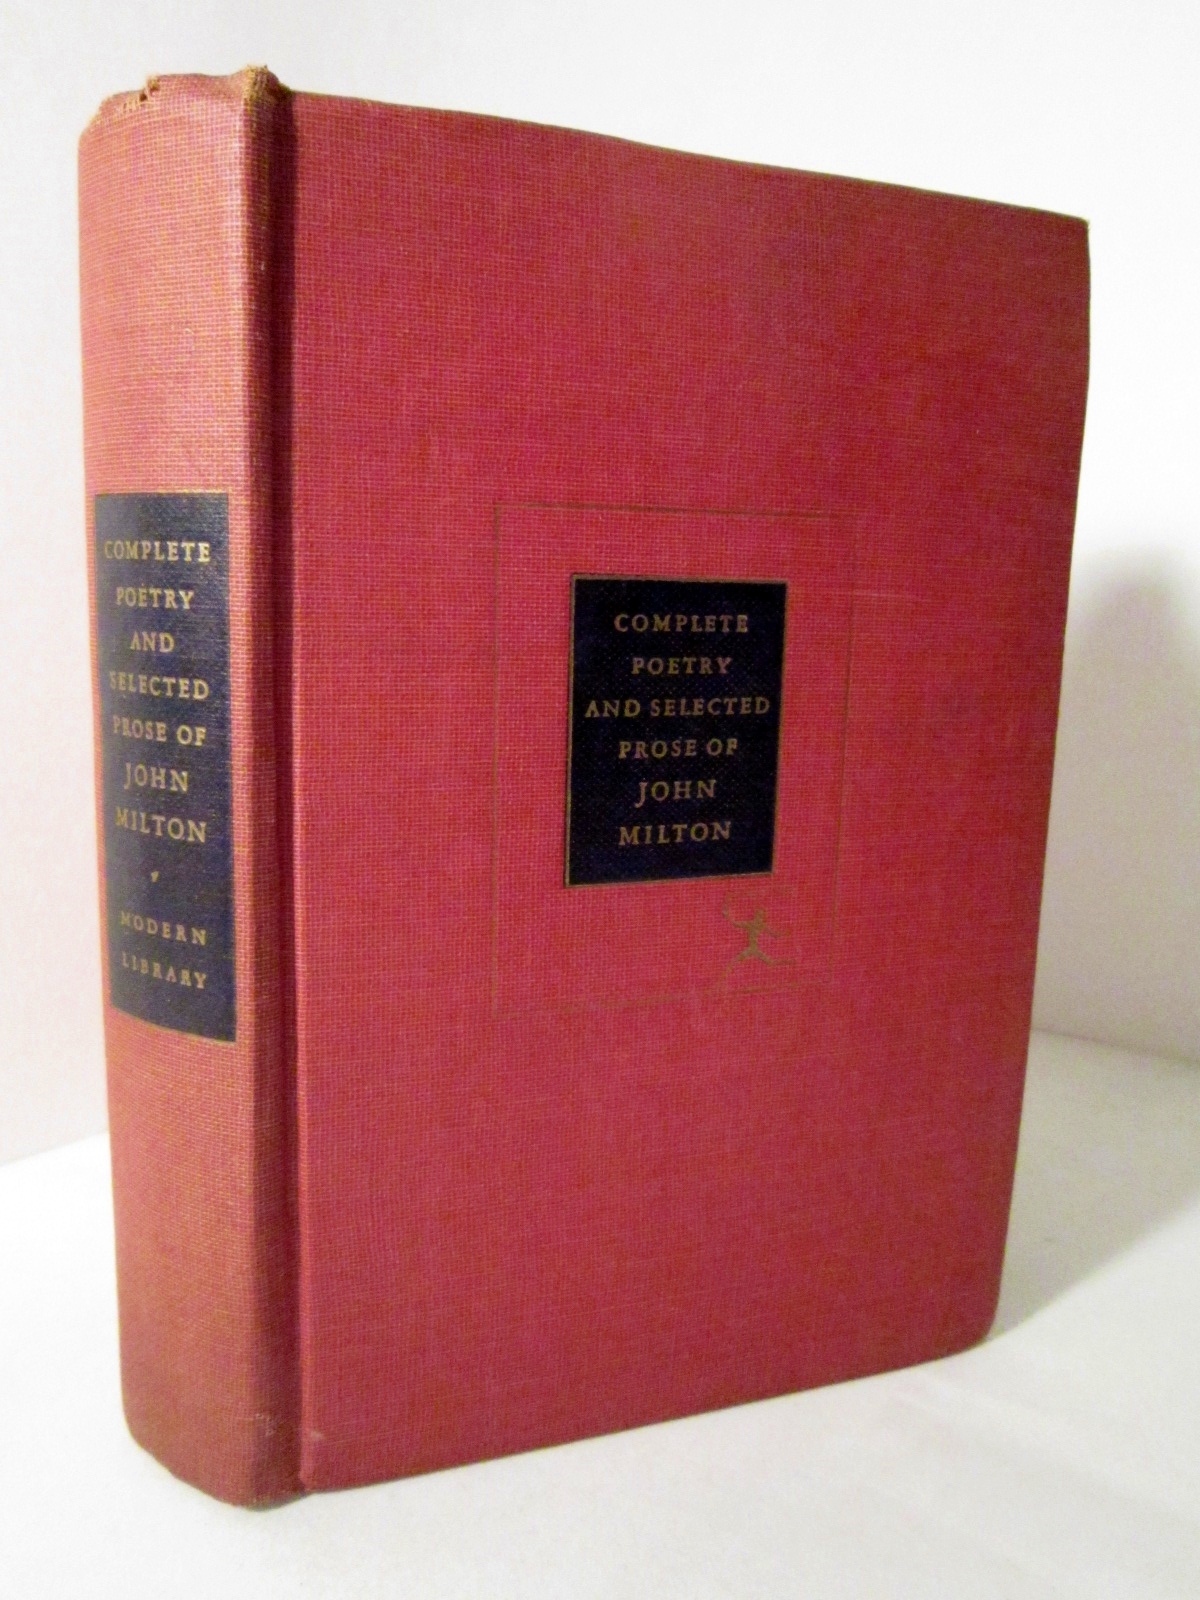 COMPLETE
POETRY
AND
SELECTED
PROSE OF
JOHN
MILTON
MODERN
LIBRARY
COMPLETE
POETRY
AND SELECTED
PROSE OF
JOHN
MILTON